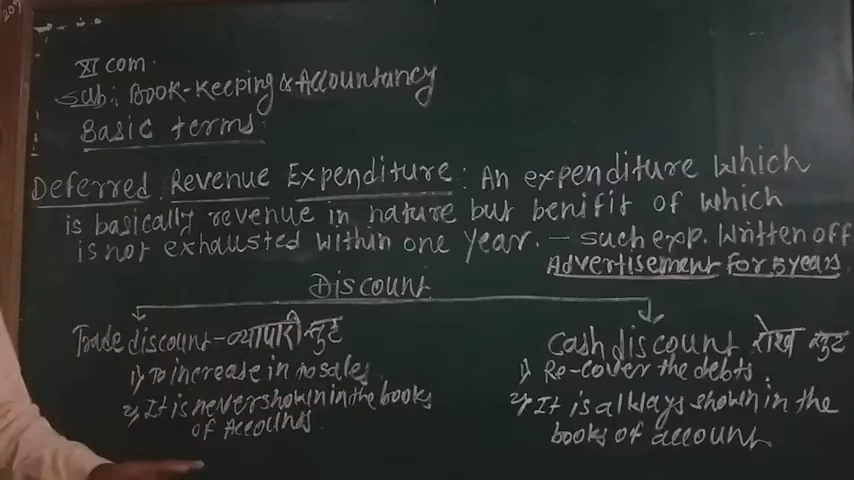 209
XI com.
Sub: Book-Keeping & Accountancy
Basic terms.
Deferred Revenue Expenditure: An expenditure which
is basically revenue in nature but benifit of which
is not exhausted within one year. - such exp. written off
Advertisement for 5 years
Discount
Trade discount - व्यापारी सुट
1) To increase in to sales.
2) It is never shown in the books
of Accounts.
Cash discount रोख सुट
1) Re-cover the debts.
2) It is always shown in the
books of account.